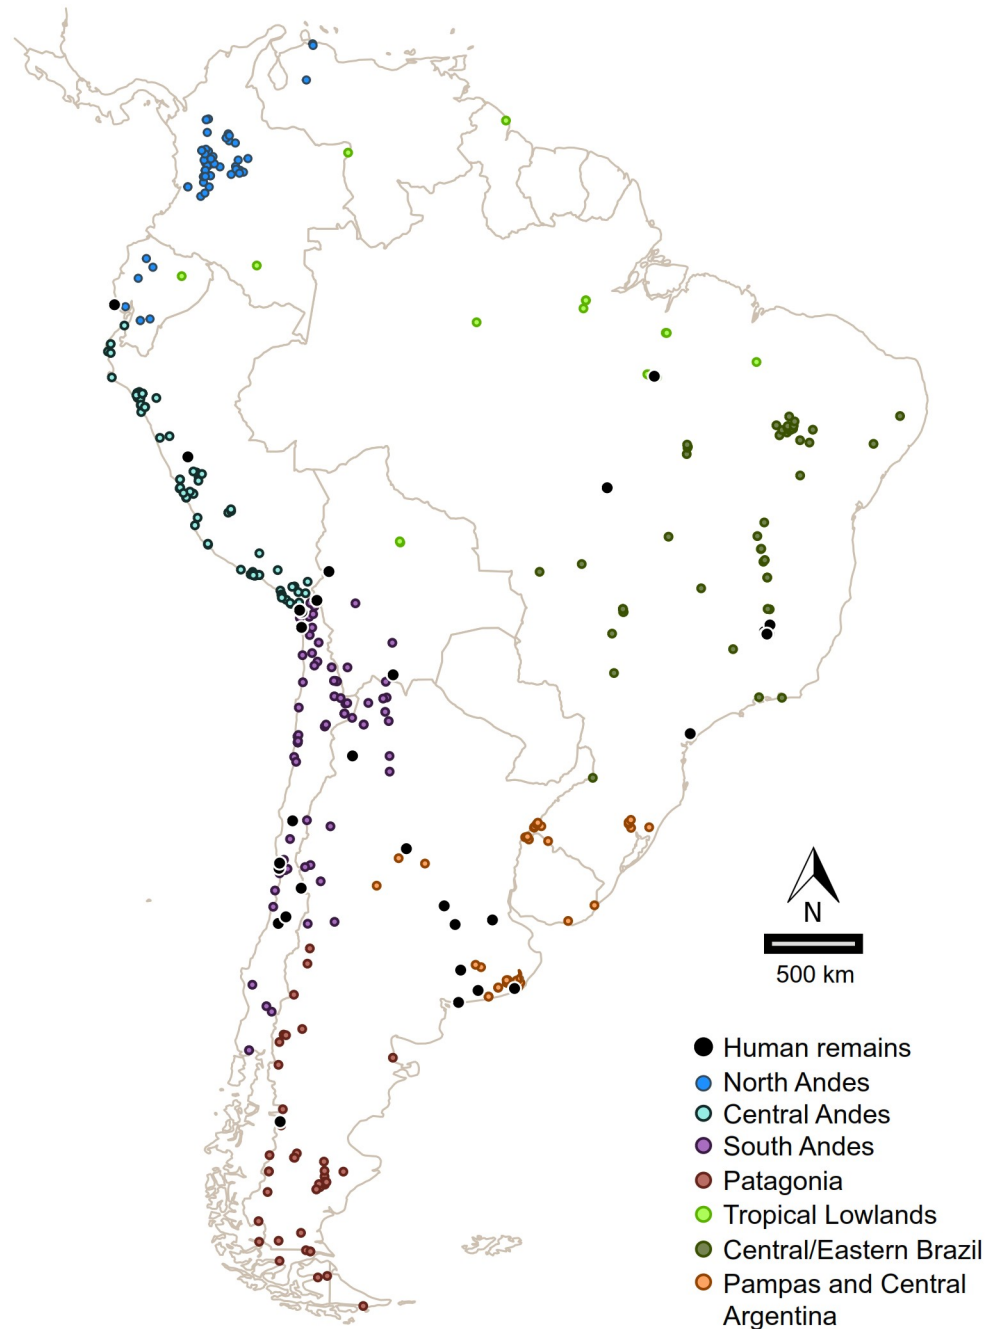 N
500 km
Human remains
North Andes
Central Andes
South Andes
Patagonia
Tropical Lowlands
Central/Eastern Brazil
Pampas and Central
Argentina